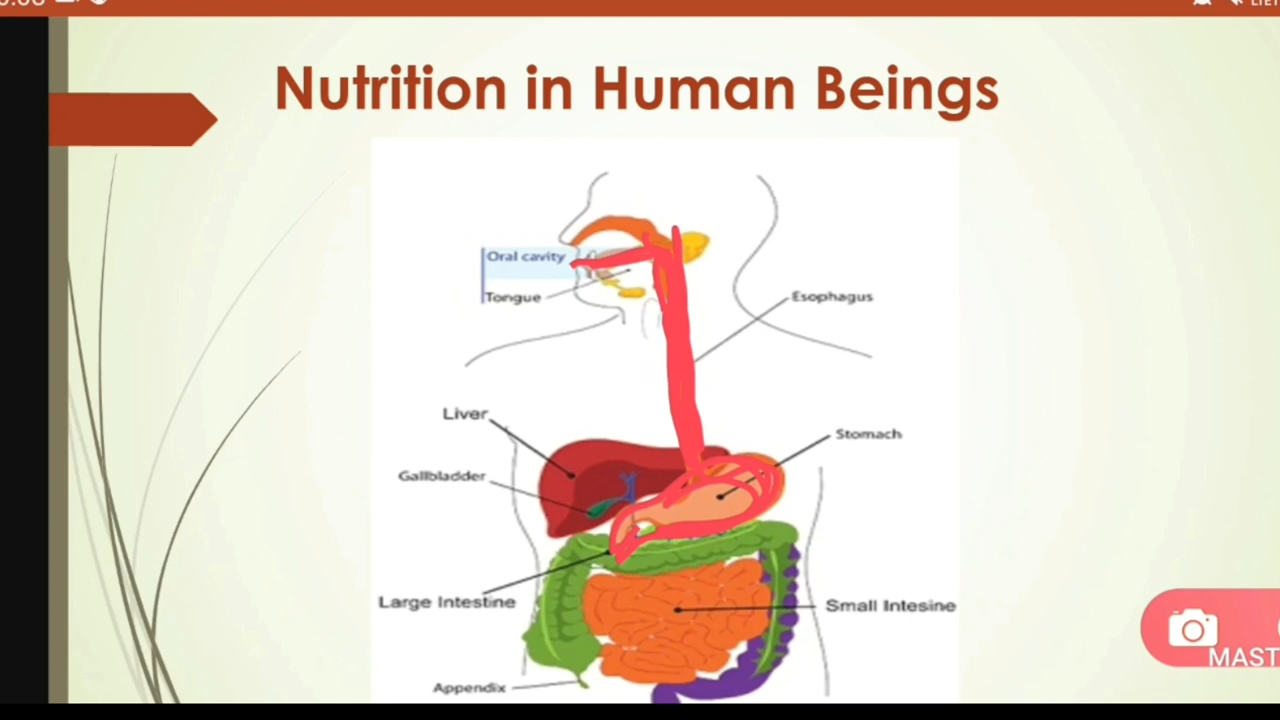 Nutrition in Human Beings
Oral cavity
Tongue
Esophagus
Liver
Stomach
Gallbladder
Large Intestine
Small Intesine
Appendix
MAST